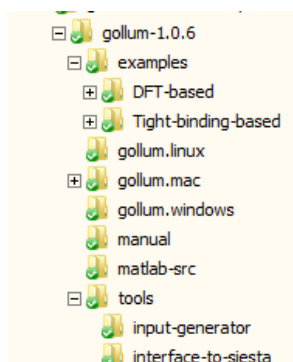 gollum-1.0.6
examples
DFT-based
Tight-binding-based
gollum.linux
gollum.mac
gollum.windows
manual
matlab-src
tools
input-generator
interface-to-siesta